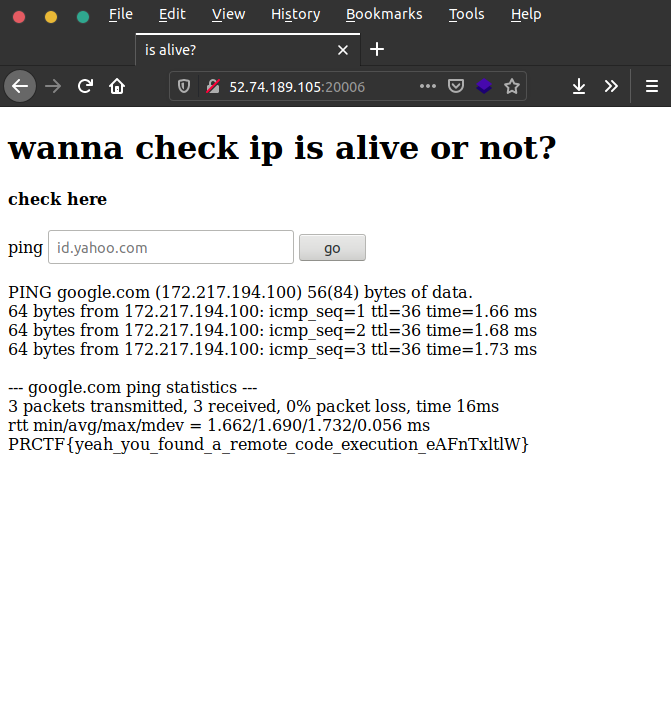 File Edit View History Bookmarks Tools Help
is alive?
52.74.189.105:20006
wanna check ip is alive or not?
check here
ping id.yahoo.com go
PING google.com (172.217.194.100) 56(84) bytes of data.
64 bytes from 172.217.194.100: icmp_seq=1 ttl=36 time=1.66 ms
64 bytes from 172.217.194.100: icmp_seq=2 ttl=36 time=1.68 ms
64 bytes from 172.217.194.100: icmp_seq=3 ttl=36 time=1.73 ms
--- google.com ping statistics ---
3 packets transmitted, 3 received, 0% packet loss, time 16ms
rtt min/avg/max/mdev = 1.662/1.690/1.732/0.056 ms
PRCTF{yeah_you_found_a_remote_code_execution_eAFnTxltlW}